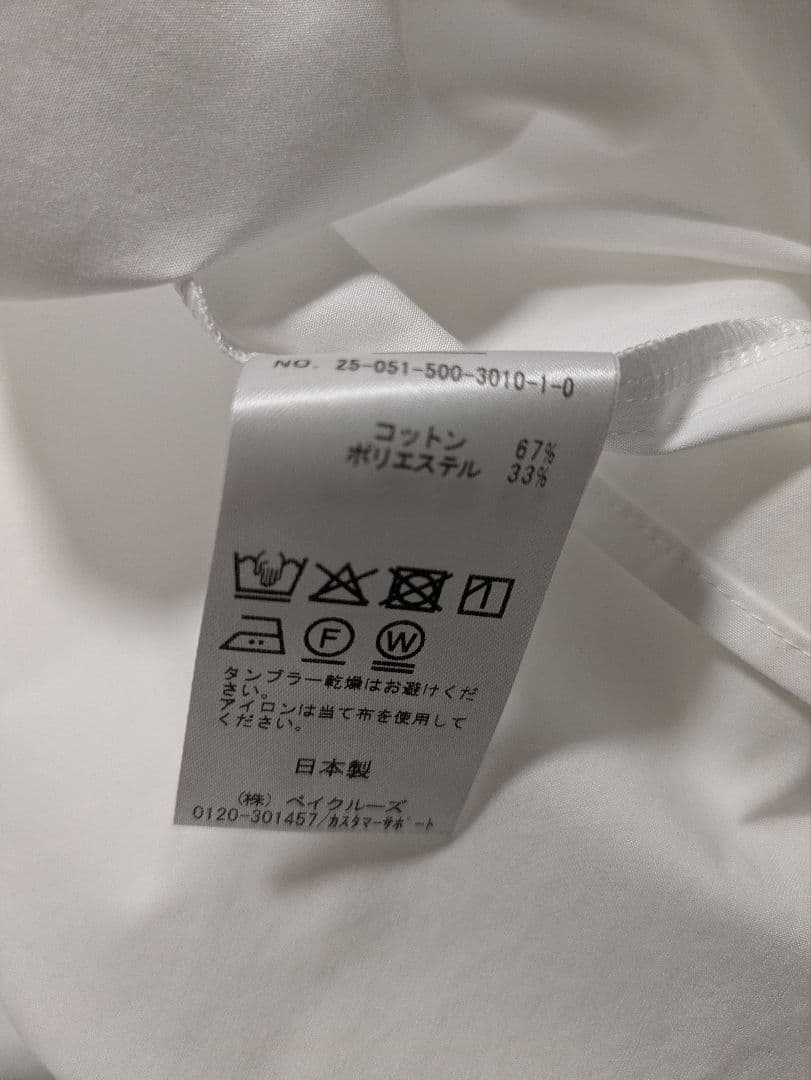 NO. 25-051-500-3010-1-0
コットン 67%
ポリエステル 33%
F W
タンブラー乾燥はお避けくだ
さい。
アイロンは当て布を使用して
ください。
日本製
(株) ベイクルーズ
0120-301457/カスタマーサポート